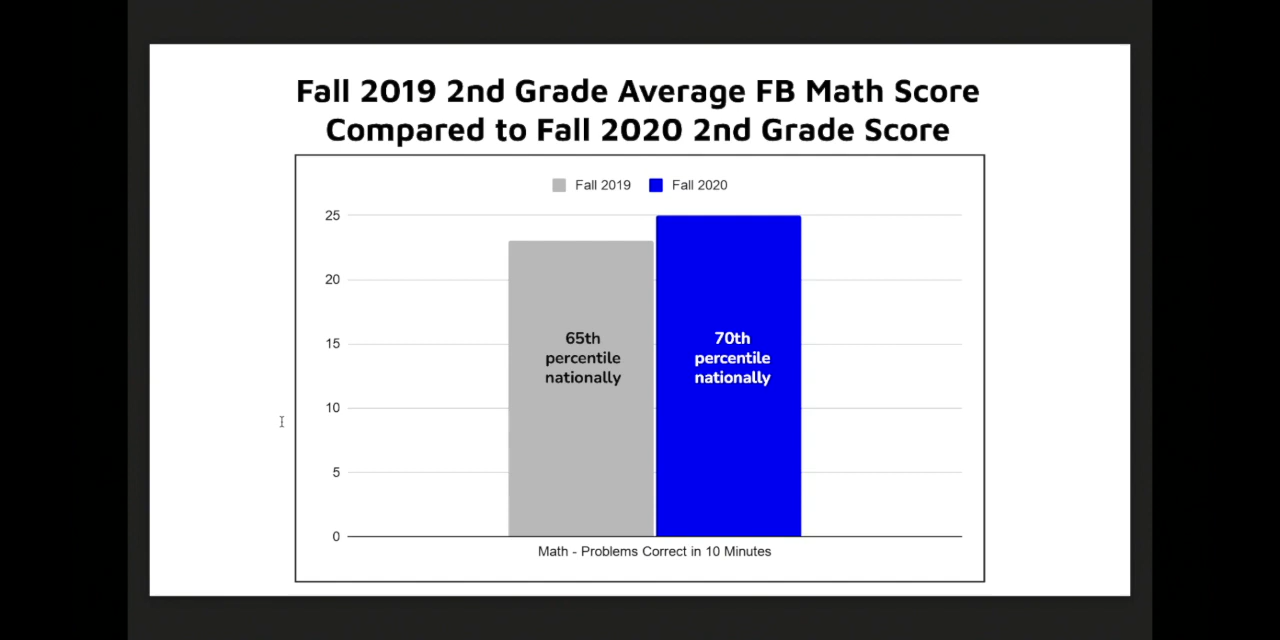 Fall 2019 2nd Grade Average FB Math Score
Compared to Fall 2020 2nd Grade Score
Fall 2019 Fall 2020
25
20
15
10
5
0
65th
percentile
nationally
70th
percentile
nationally
Math - Problems Correct in 10 Minutes